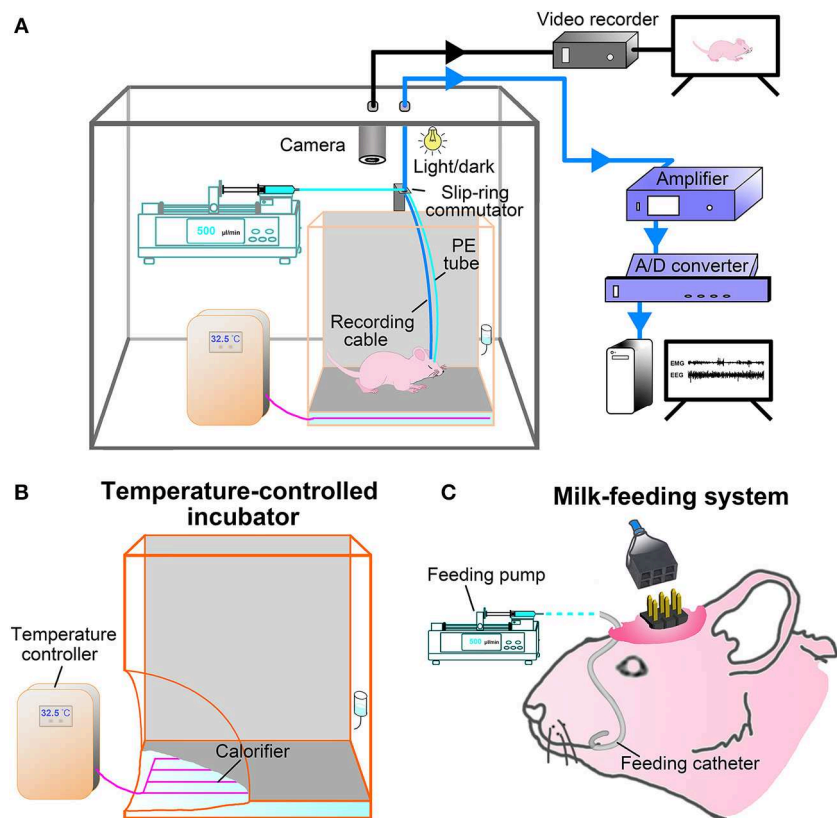 A
Video recorder
Camera
Light/dark
Slip-ring
commutator
Amplifier
500 µl/min
PE
tube
A/D converter
Recording
cable
32.5 °C
EMG
EEG
B
Temperature-controlled
incubator
Temperature
controller
32.5 °C
Calorifier
C
Milk-feeding system
Feeding pump
500 µl/min
Feeding catheter